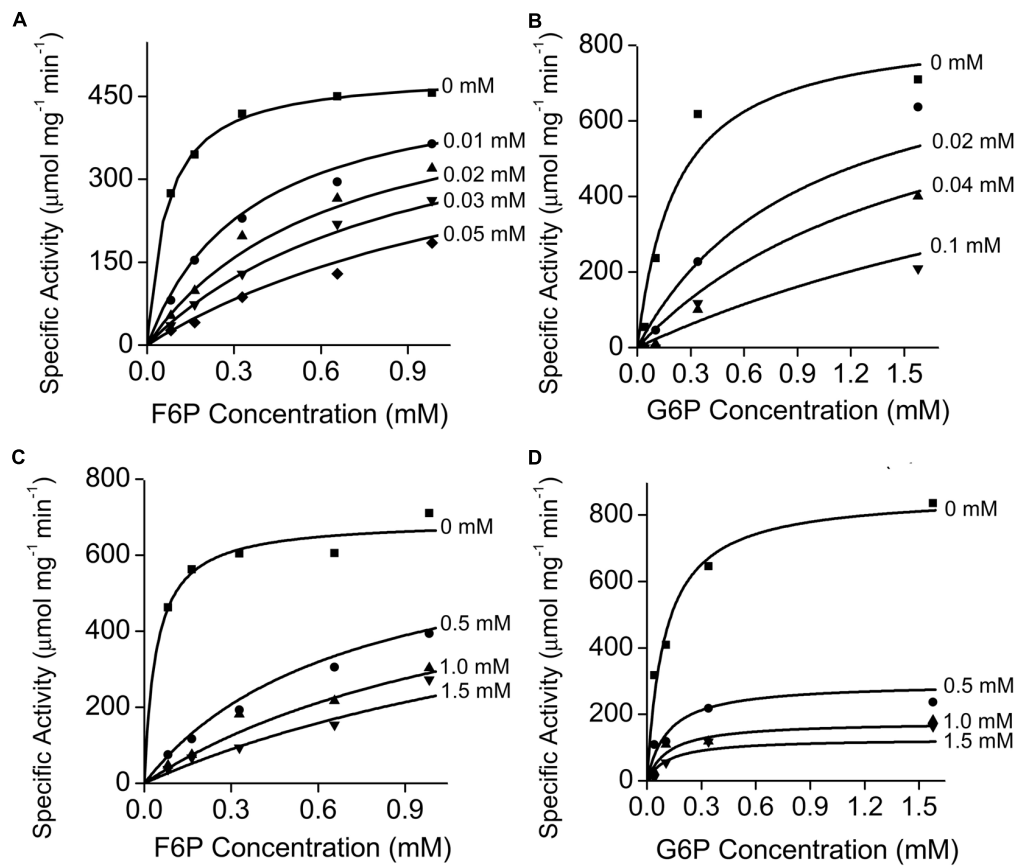 A
Specific Activity (μmol mg⁻¹ min⁻¹)
450
300
150
0
0.0 0.3 0.6 0.9
F6P Concentration (mM)
0 mM
0.01 mM
0.02 mM
0.03 mM
0.05 mM
B
Specific Activity (μmol mg⁻¹ min⁻¹)
800
600
400
200
0
0.0 0.3 0.6 0.9 1.2 1.5
G6P Concentration (mM)
0 mM
0.02 mM
0.04 mM
0.1 mM
C
Specific Activity (μmol mg⁻¹ min⁻¹)
800
600
400
200
0
0.0 0.3 0.6 0.9
F6P Concentration (mM)
0 mM
0.5 mM
1.0 mM
1.5 mM
D
Specific Activity (μmol mg⁻¹ min⁻¹)
800
600
400
200
0
0.0 0.3 0.6 0.9 1.2 1.5
G6P Concentration (mM)
0 mM
0.5 mM
1.0 mM
1.5 mM